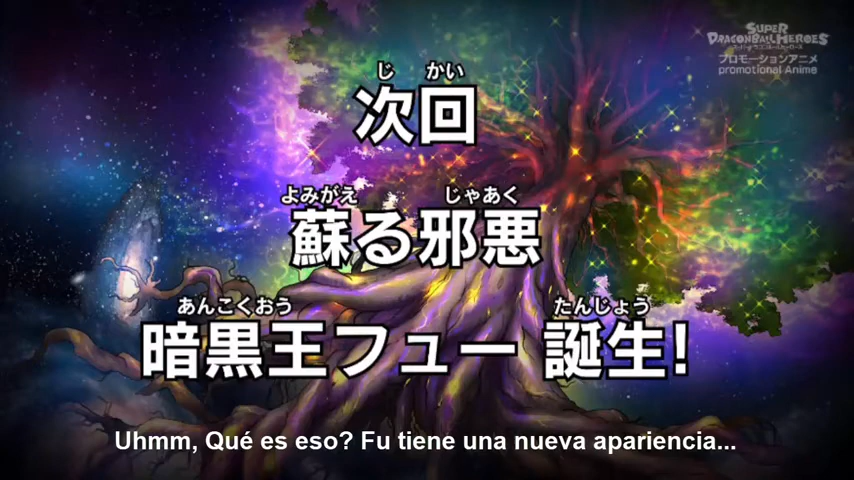 SUPER
DRAGONBALL HEROES
スーパードラゴンボールヒーローズ
プロモーションアニメ
promotional Anime
じ かい
次回
よみがえ じゃあく
蘇る邪悪
あんこくおう たんじょう
暗黒王フュー 誕生!
Uhmm, Qué es eso? Fu tiene una nueva apariencia...